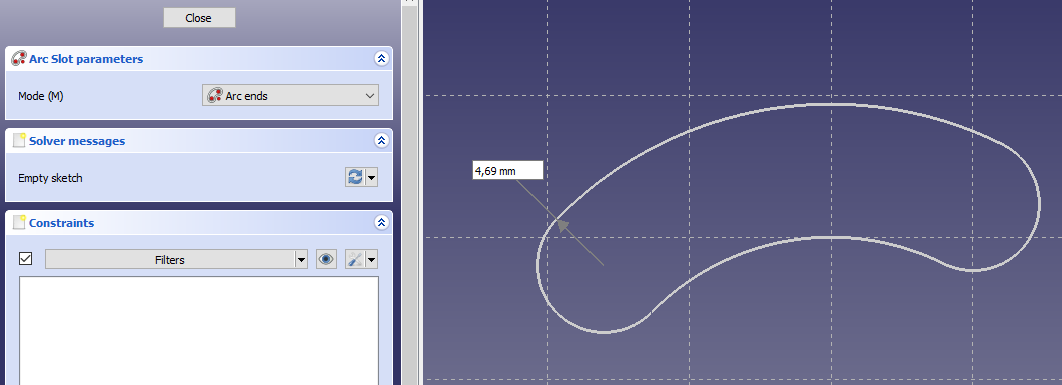 Close
Arc Slot parameters
Mode (M)
Arc ends
Solver messages
Empty sketch
Constraints
Filters
4,69 mm